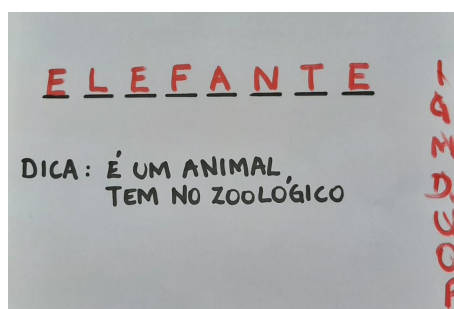 ELEFANTE
DICA: É UM ANIMAL,
TEM NO ZOOLÓGICO
I
G
M
D
U
O
P